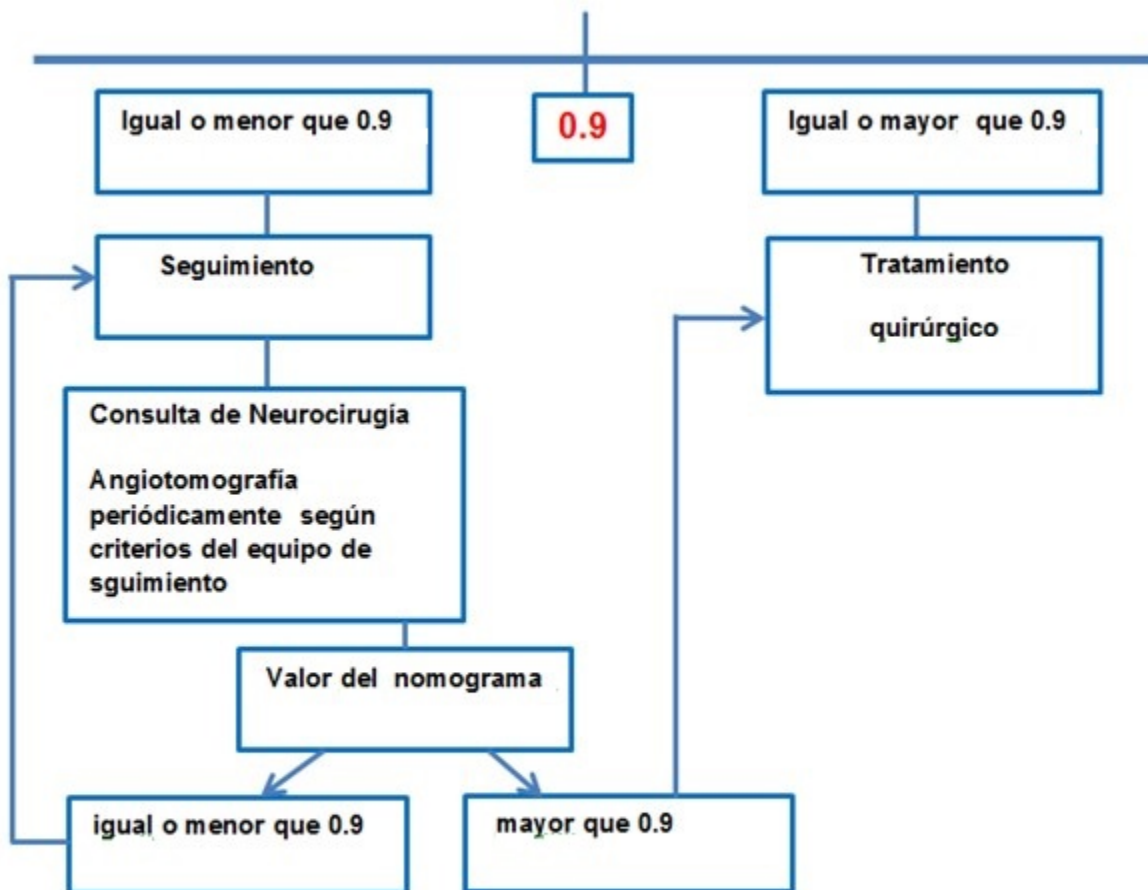 Igual o menor que 0.9
0.9
Igual o mayor que 0.9
Seguimiento
Tratamiento
quirúrgico
Consulta de Neurocirugía
Angiotomografía
periódicamente según
criterios del equipo de
sguimiento
Valor del nomograma
igual o menor que 0.9
mayor que 0.9